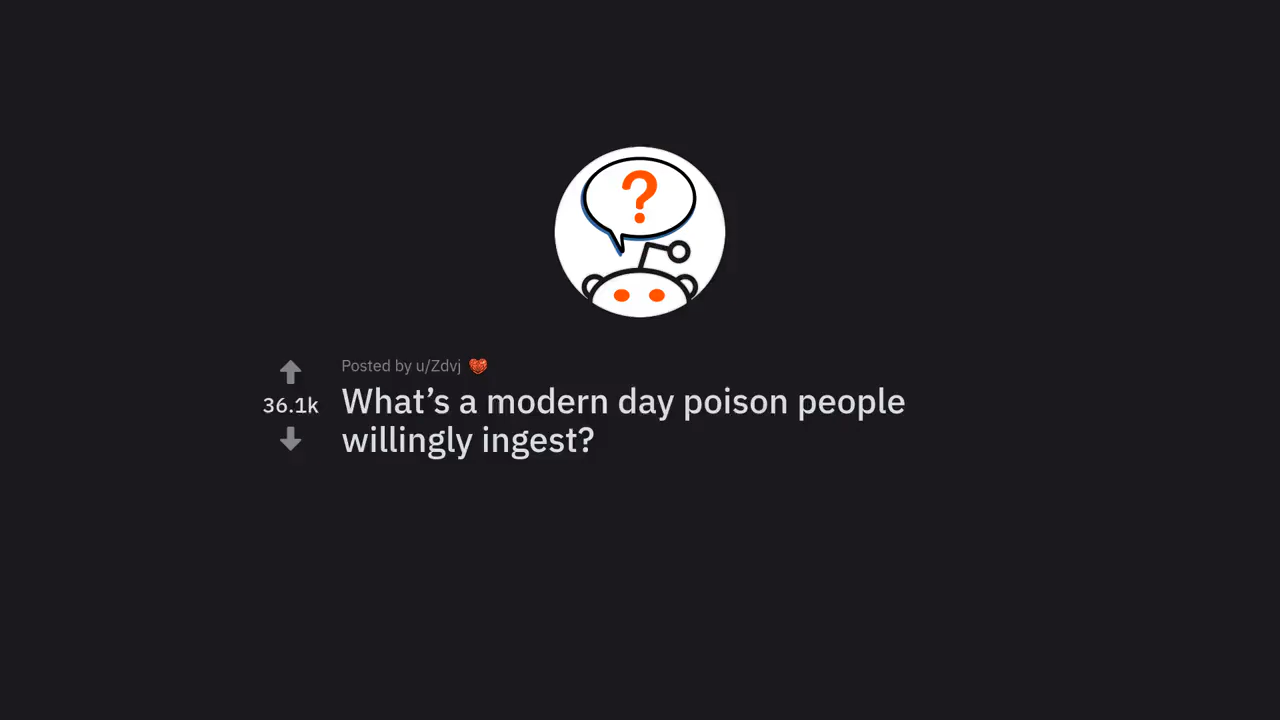 ?
Posted by u/Zdvj
36.1k
What’s a modern day poison people
willingly ingest?